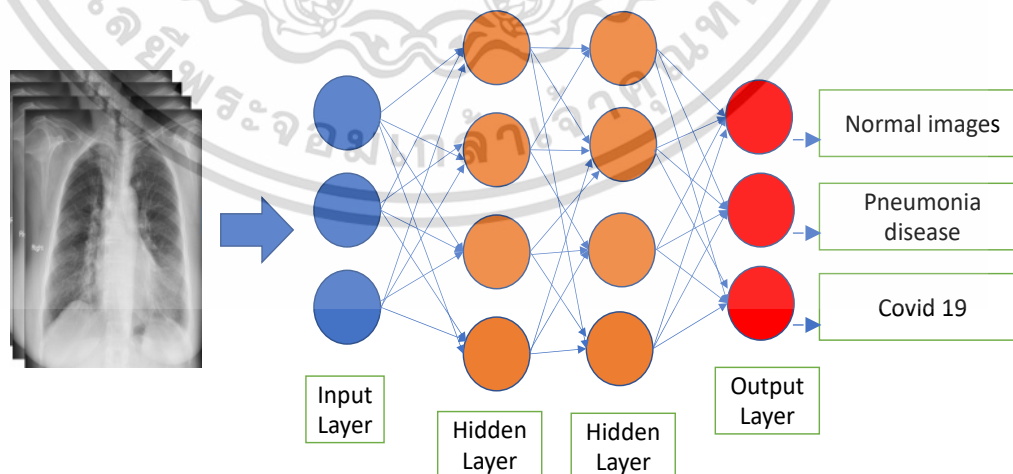 Normal images
Pneumonia
disease
Covid 19
Input
Layer
Hidden
Layer
Hidden
Layer
Output
Layer